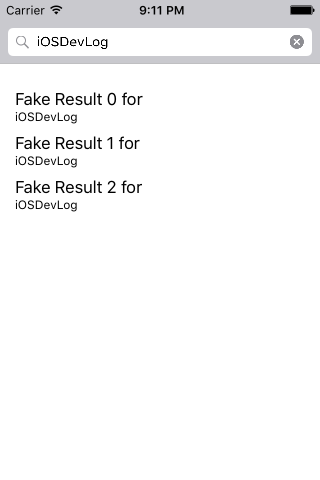 Carrier 9:11 PM
iOSDevLog
Fake Result 0 for
iOSDevLog
Fake Result 1 for
iOSDevLog
Fake Result 2 for
iOSDevLog